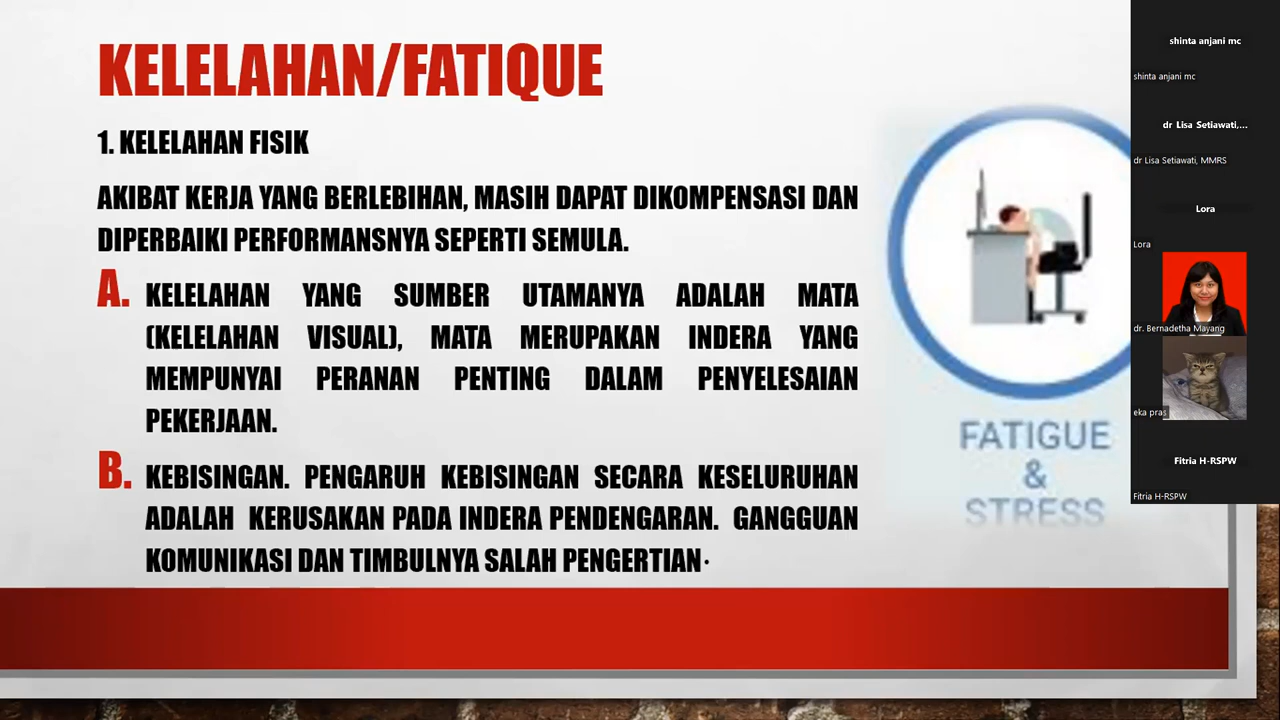 KELELAHAN/FATIQUE
1. KELELAHAN FISIK
AKIBAT KERJA YANG BERLEBIHAN, MASIH DAPAT DIKOMPENSASI DAN
DIPERBAIKI PERFORMANSNYA SEPERTI SEMULA.
A. KELELAHAN YANG SUMBER UTAMANYA ADALAH MATA
(KELELAHAN VISUAL), MATA MERUPAKAN INDERA YANG
MEMPUNYAI PERANAN PENTING DALAM PENYELESAIAN
PEKERJAAN.
B. KEBISINGAN. PENGARUH KEBISINGAN SECARA KESELURUHAN
ADALAH KERUSAKAN PADA INDERA PENDENGARAN. GANGGUAN
KOMUNIKASI DAN TIMBULNYA SALAH PENGERTIAN·
FATIGUE
&
STRESS
shinta anjani mc
shinta anjani mc
dr Lisa Setiawati,...
dr Lisa Setiawati, MMRS
Lora
Lora
dr. Bernadetha Mayang
eka pras
Fitria H-RSPW
Fitria H-RSPW